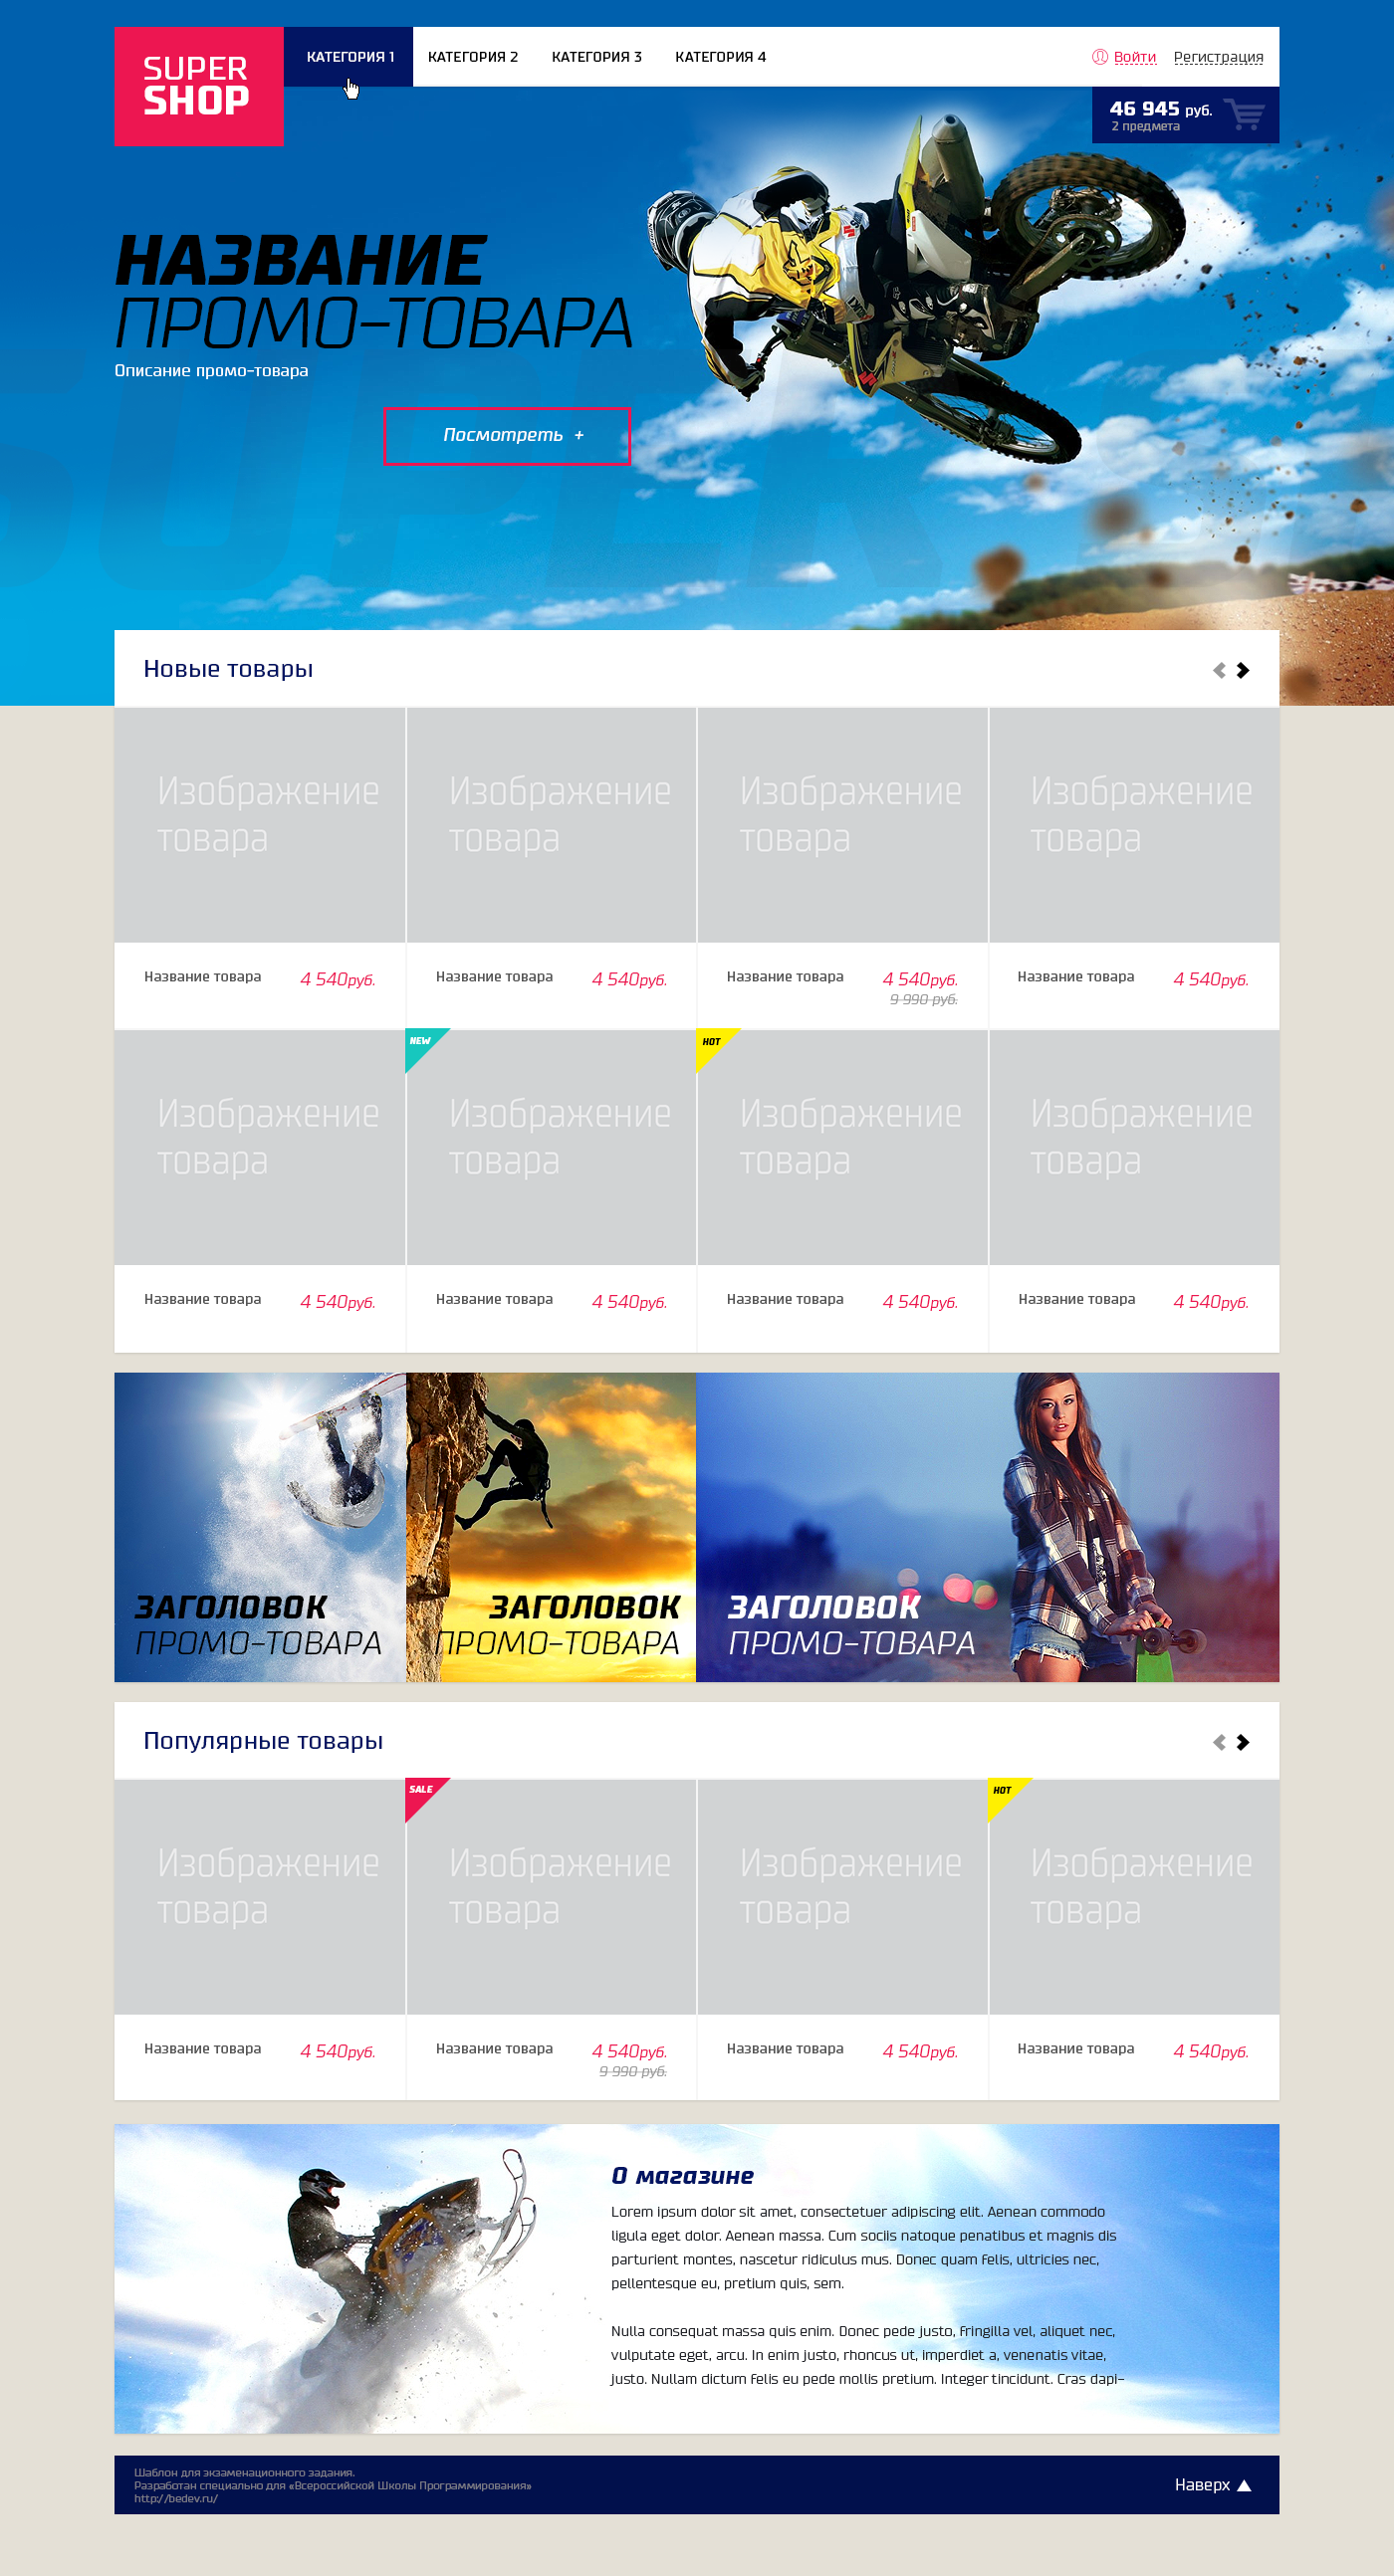 SUPER
SHOP
КАТЕГОРИЯ 1
КАТЕГОРИЯ 2
КАТЕГОРИЯ 3
КАТЕГОРИЯ 4
Войти
Регистрация
46 945 руб.
2 предмета
НАЗВАНИЕ
ПРОМО-ТОВАРА
Описание промо-товара
Посмотреть +
SUPER
Новые товары
Изображение
товара
Изображение
товара
Изображение
товара
Изображение
товара
Название товара
4 540руб.
Название товара
4 540руб.
Название товара
4 540руб.
9 990 руб.
Название товара
4 540руб.
Изображение
товара
NEW
Изображение
товара
HOT
Изображение
товара
Изображение
товара
Название товара
4 540руб.
Название товара
4 540руб.
Название товара
4 540руб.
Название товара
4 540руб.
ЗАГОЛОВОК
ПРОМО-ТОВАРА
ЗАГОЛОВОК
ПРОМО-ТОВАРА
ЗАГОЛОВОК
ПРОМО-ТОВАРА
Популярные товары
Изображение
товара
SALE
Изображение
товара
Изображение
товара
HOT
Изображение
товара
Название товара
4 540руб.
Название товара
4 540руб.
9 990 руб.
Название товара
4 540руб.
Название товара
4 540руб.
О магазине
Lorem ipsum dolor sit amet, consectetuer adipiscing elit. Aenean commodo
ligula eget dolor. Aenean massa. Cum sociis natoque penatibus et magnis dis
parturient montes, nascetur ridiculus mus. Donec quam felis, ultricies nec,
pellentesque eu, pretium quis, sem.
Nulla consequat massa quis enim. Donec pede justo, fringilla vel, aliquet nec,
vulputate eget, arcu. In enim justo, rhoncus ut, imperdiet a, venenatis vitae,
justo. Nullam dictum felis eu pede mollis pretium. Integer tincidunt. Cras dapi-
Шаблон для экзаменационного задания.
Разработан специально для «Всероссийской Школы Программирования»
http://bedev.ru/
Наверх